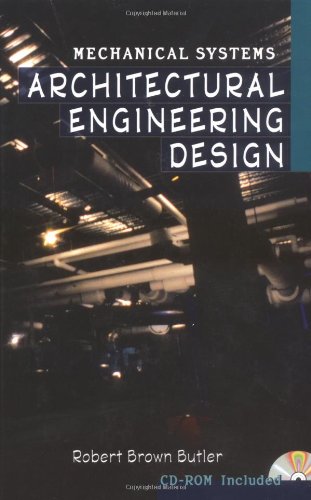 MECHANICAL SYSTEMS
ARCHITECTURAL
ENGINEERING
DESIGN
Robert Brown Butler
CD-ROM Included